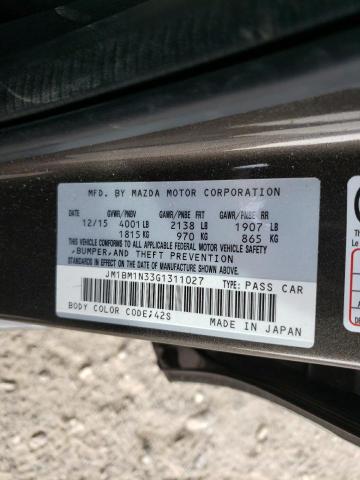 MFD. BY MAZDA MOTOR CORPORATION
GVWR/PNBV GAWR/PNBE FRT GAWR/PNBE RR
12/15 4001 LB 2138 LB 1907 LB
1815 KG 970 KG 865 KG
THIS VEHICLE CONFORMS TO ALL APPLICABLE FEDERAL MOTOR VEHICLE SAFETY
,BUMPER,AND THEFT PREVENTION
STANDARDS IN EFFECT ON THE DATE OF MANUFACTURE SHOWN ABOVE.
JM1BM1N33G1311027 TYPE: PASS CAR
BODY COLOR CODE;42S MADE IN JAPAN